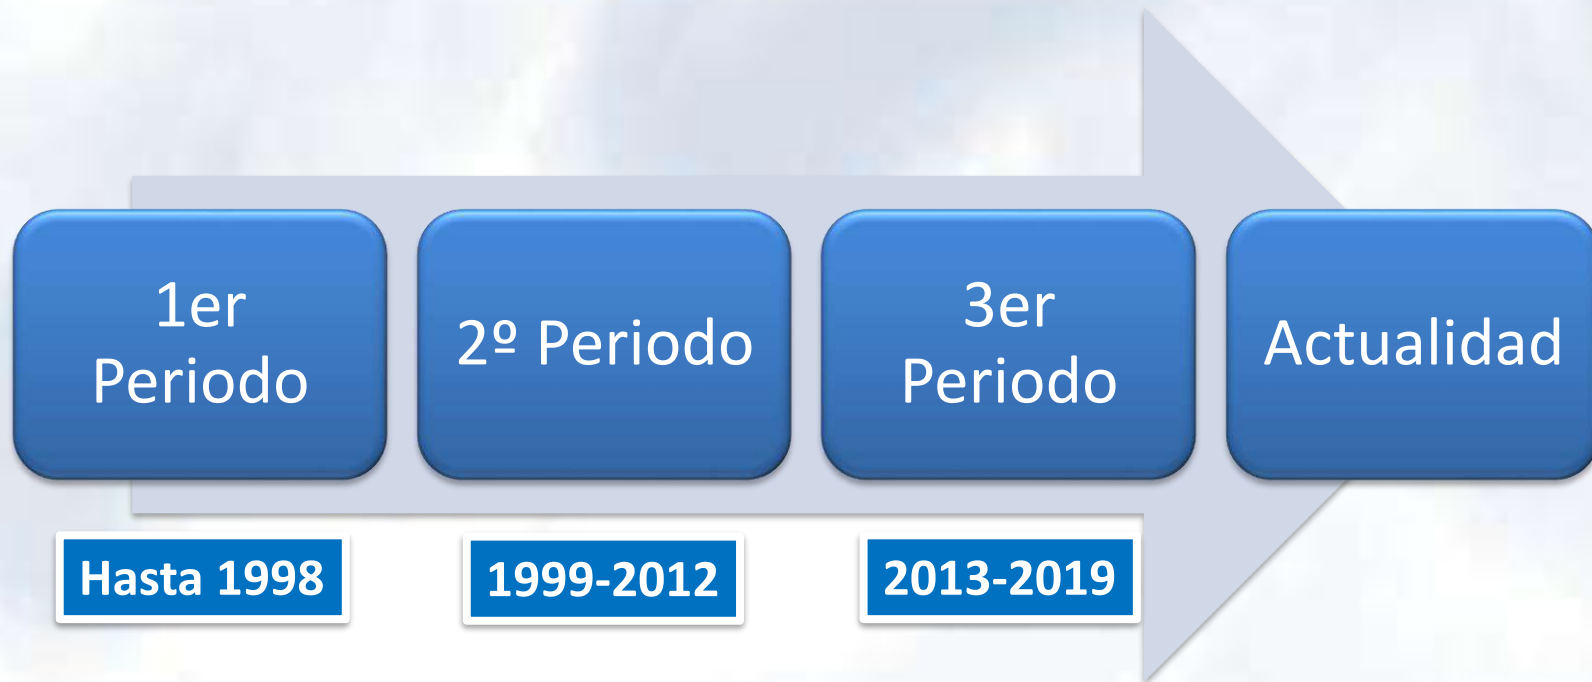 1er
Periodo
2º Periodo
3er
Periodo
Actualidad
Hasta 1998
1999-2012
2013-2019